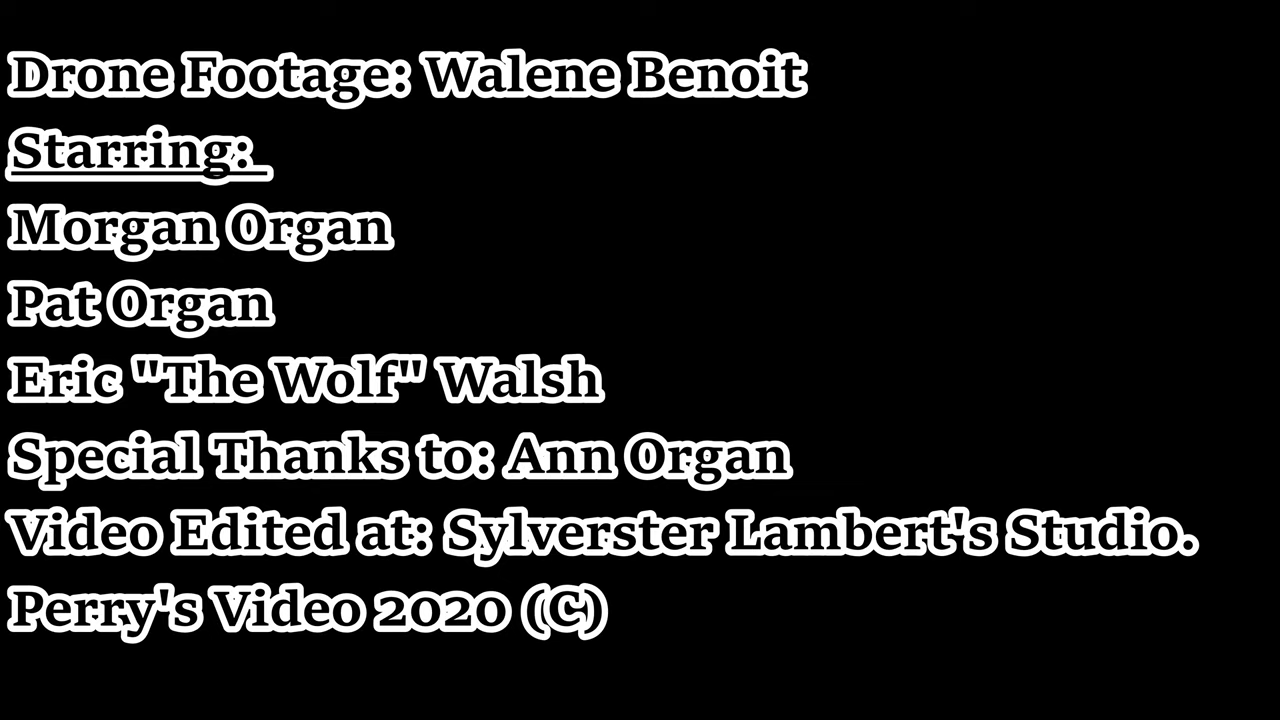 Drone Footage: Walene Benoit
Starring:
Morgan Organ
Pat Organ
Eric "The Wolf" Walsh
Special Thanks to: Ann Organ
Video Edited at: Sylverster Lambert's Studio.
Perry's Video 2020 (C)